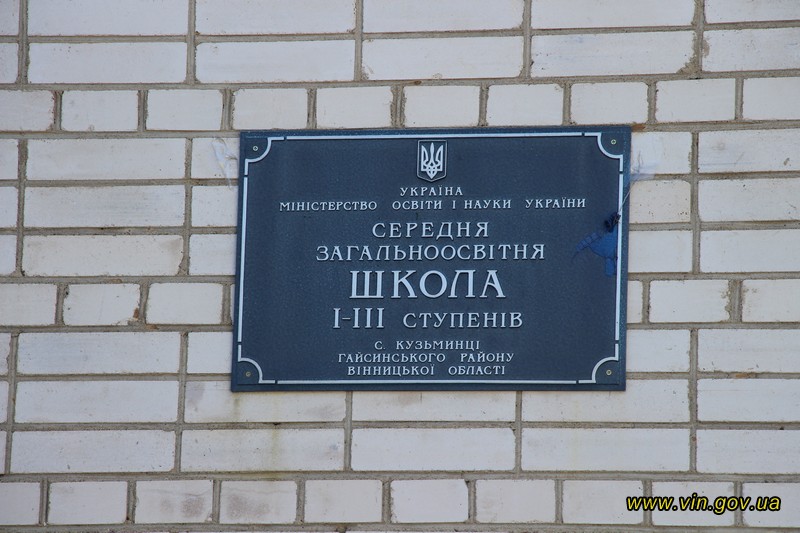 УКРАЇНА
МІНІСТЕРСТВО ОСВІТИ І НАУКИ УКРАЇНИ
СЕРЕДНЯ
ЗАГАЛЬНООСВІТНЯ
ШКОЛА
І-ІІІ СТУПЕНІВ
С. КУЗЬМИНЦІ
ГАЙСИНСЬКОГО РАЙОНУ
ВІННИЦЬКОЇ ОБЛАСТІ
www.vin.gov.ua